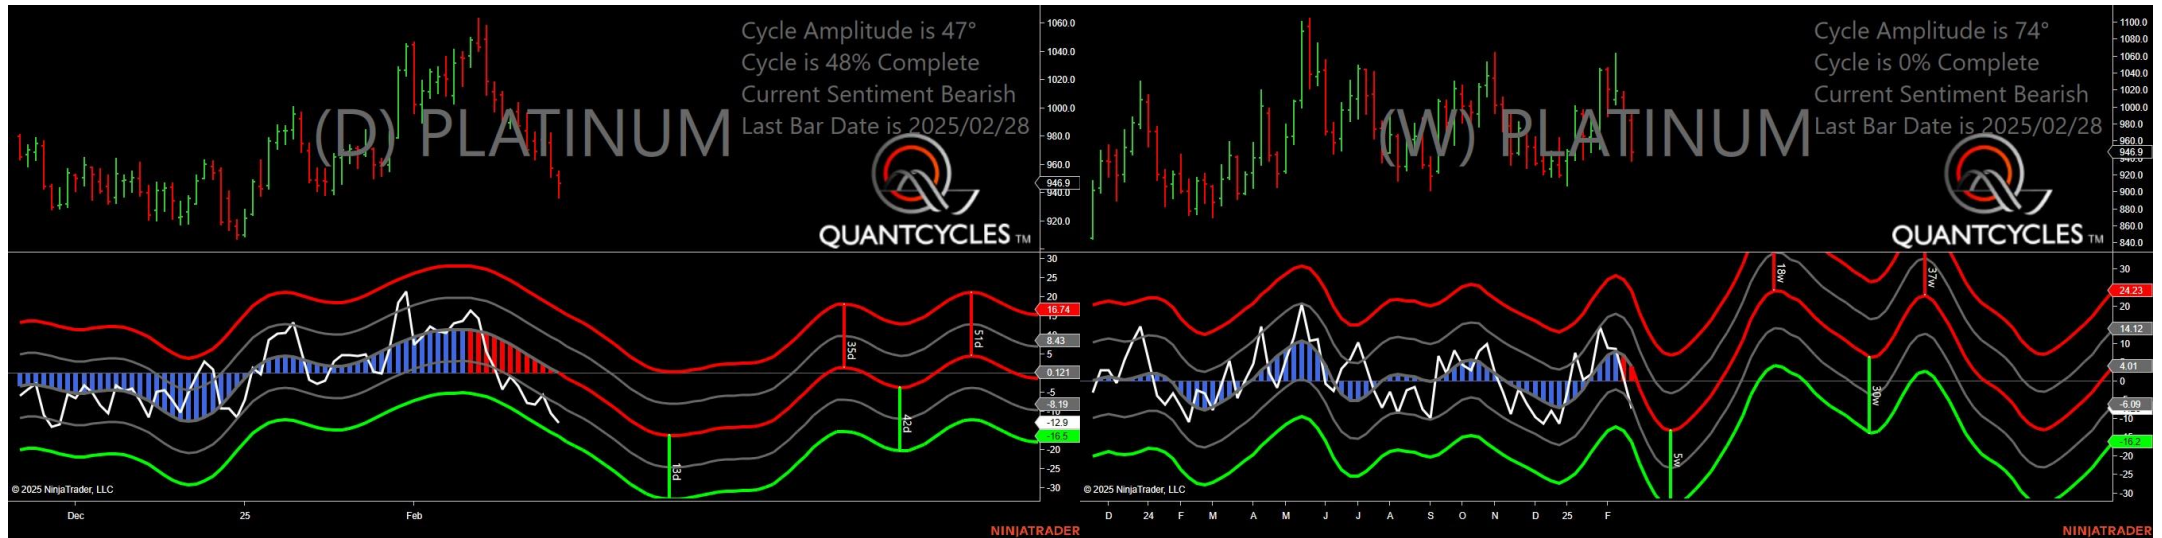 Cycle Amplitude is 47°
Cycle is 48% Complete
Current Sentiment Bearish
Last Bar Date is 2025/02/28
(D) PLATINUM
QUANTCYCLES TM
1060.0
1040.0
1020.0
1000.0
980.0
960.0
946.9
940.0
920.0
30
25
20
16.74
15
8.43
5
0.121
-5
-8.19
-10
-12.9
-16.5
-20
-25
-30
35d
51d
42d
13d
© 2025 NinjaTrader, LLC
Dec
25
Feb
NINJATRADER
Cycle Amplitude is 74°
Cycle is 0% Complete
Current Sentiment Bearish
Last Bar Date is 2025/02/28
(W) PLATINUM
QUANTCYCLES TM
1100.0
1080.0
1060.0
1040.0
1020.0
1000.0
980.0
960.0
946.9
940.0
920.0
900.0
880.0
860.0
840.0
30
24.23
20
14.12
10
4.01
0
-6.09
-10
-16.2
-20
-25
-30
18w
37w
30w
5w
© 2025 NinjaTrader, LLC
D 24 F M A M J J A S O N D 25 F
NINJATRADER